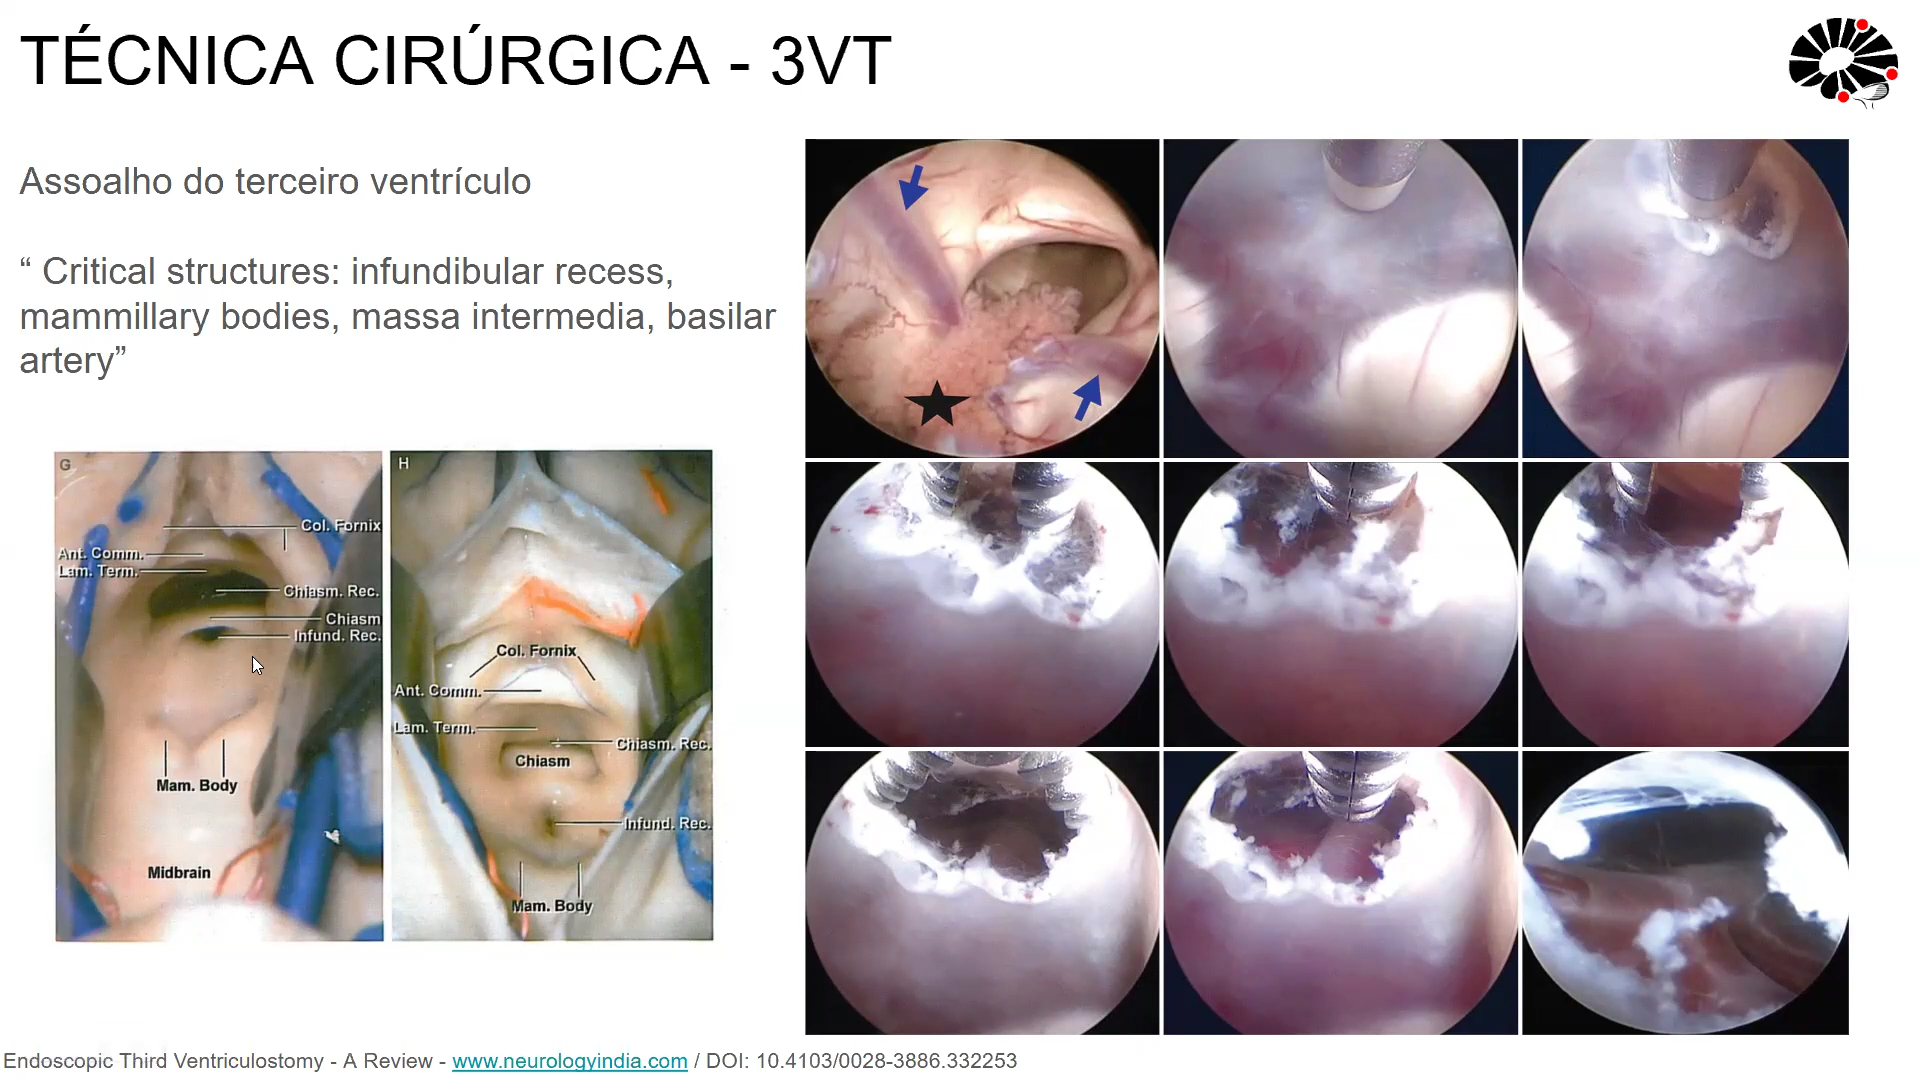 TÉCNICA CIRÚRGICA - 3VT
Assoalho do terceiro ventrículo
“ Critical structures: infundibular recess,
mammillary bodies, massa intermedia, basilar
artery”
G
Col. Fornix
Ant. Comm.
Lam. Term.
Chiasm. Rec.
Chiasm
Infund. Rec.
Mam. Body
Midbrain
H
Col. Fornix
Ant. Comm.
Lam. Term.
Chiasm. Rec.
Chiasm
Infund. Rec.
Mam. Body
Endoscopic Third Ventriculostomy - A Review - www.neurologyindia.com / DOI: 10.4103/0028-3886.332253